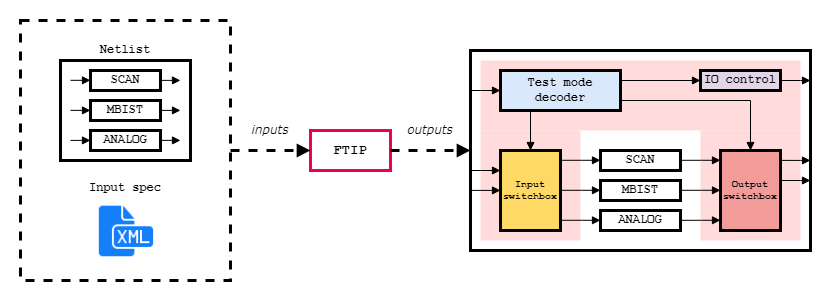 Netlist
SCAN
MBIST
ANALOG
Input spec
XML
inputs
FTIP
outputs
Test mode
decoder
IO control
Input
switchbox
SCAN
MBIST
ANALOG
Output
switchbox